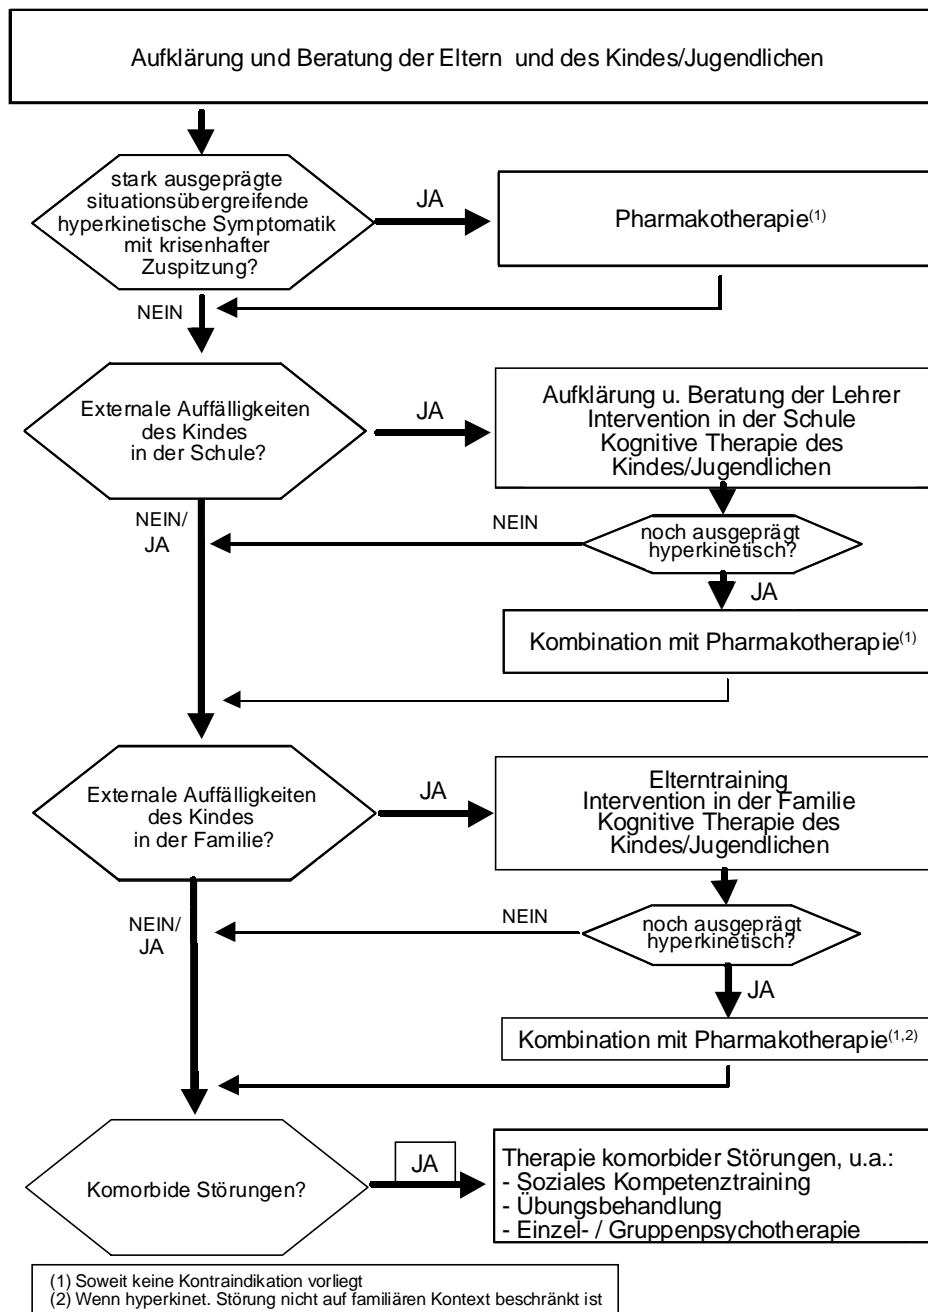 Aufklärung und Beratung der Eltern und des Kindes/Jugendlichen
stark ausgeprägte
situationsübergreifende
hyperkinetische Symptomatik
mit krisenhafter
Zuspitzung?
JA
Pharmakotherapie(1)
NEIN
Externale Auffälligkeiten
des Kindes
in der Schule?
JA
Aufklärung u. Beratung der Lehrer
Intervention in der Schule
Kognitive Therapie des
Kindes/Jugendlichen
NEIN/
JA
NEIN
noch ausgeprägt
hyperkinetisch?
JA
Kombination mit Pharmakotherapie(1)
Externale Auffälligkeiten
des Kindes
in der Familie?
JA
Elterntraining
Intervention in der Familie
Kognitive Therapie des
Kindes/Jugendlichen
NEIN/
JA
NEIN
noch ausgeprägt
hyperkinetisch?
JA
Kombination mit Pharmakotherapie(1,2)
Komorbide Störungen?
JA
Therapie komorbider Störungen, u.a.:
- Soziales Kompetenztraining
- Übungsbehandlung
- Einzel- / Gruppenpsychotherapie
(1) Soweit keine Kontraindikation vorliegt
(2) Wenn hyperkinet. Störung nicht auf familiären Kontext beschränkt ist